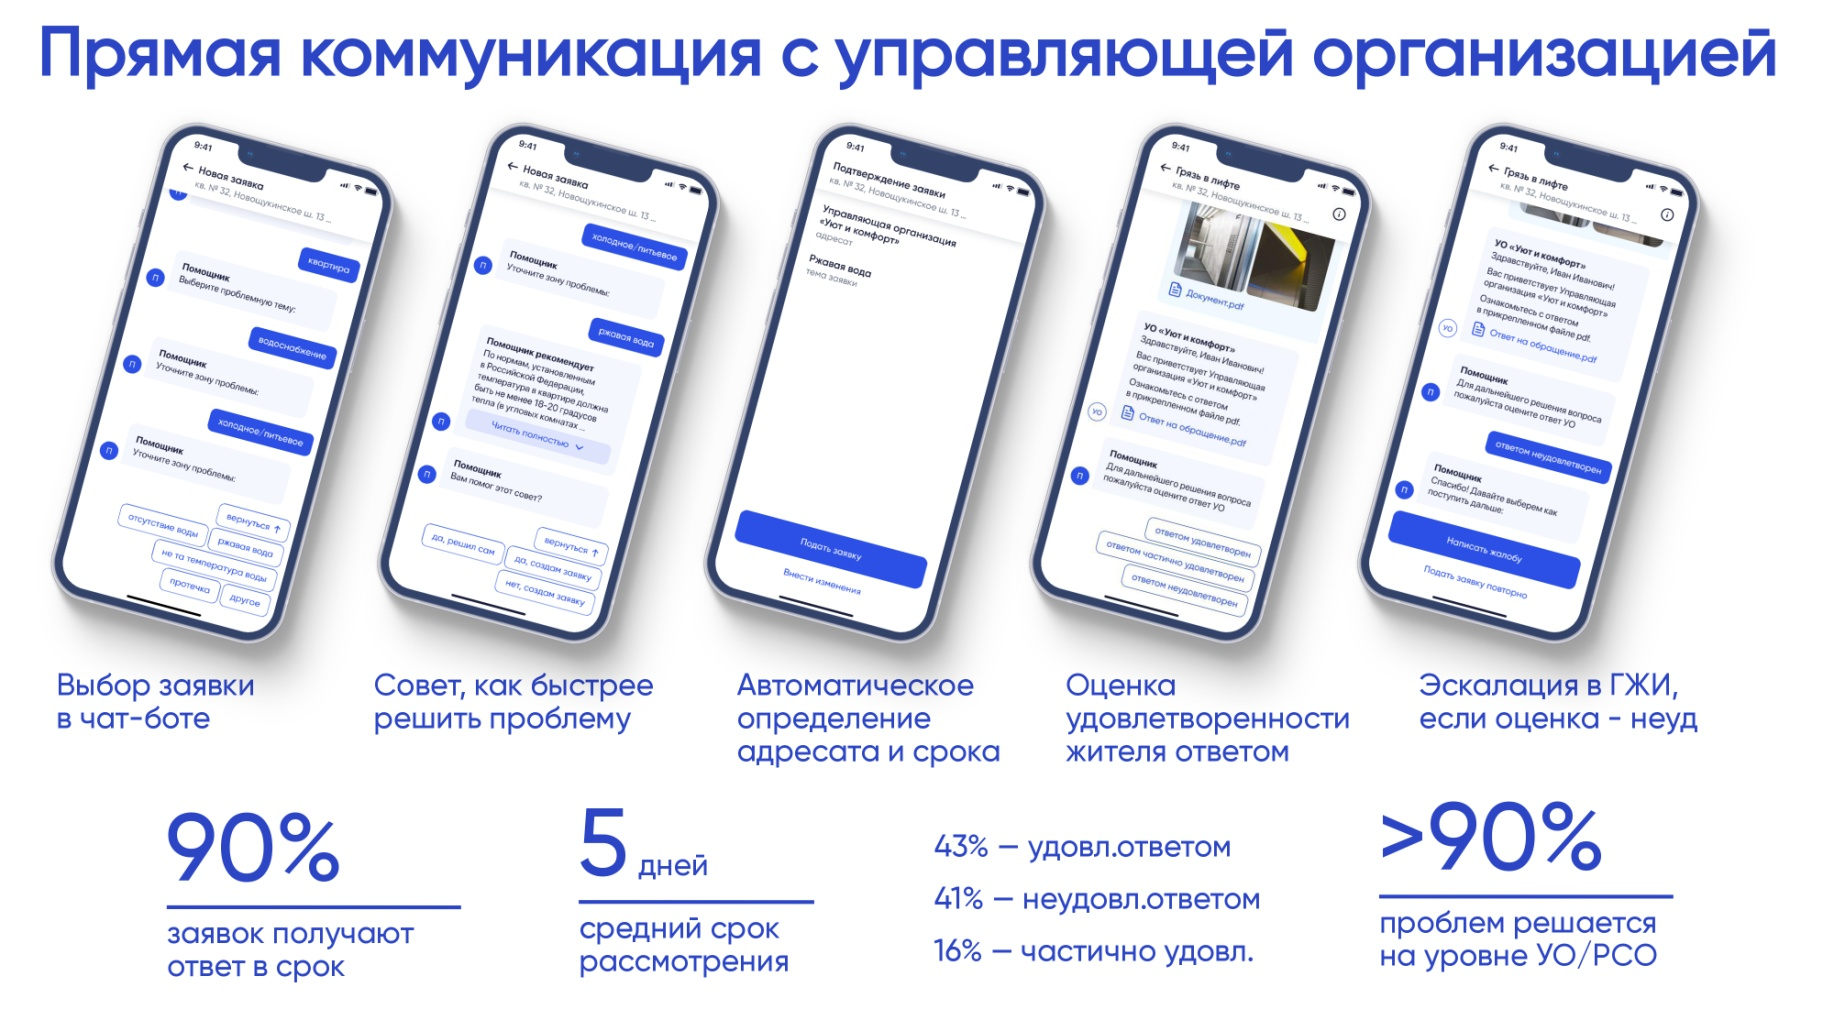 Прямая коммуникация с управляющей организацией
9:41
← Новая заявка
кв. № 32, Новощукинское ш. 13 ...
П
квартира
Помощник
Выберите проблемную тему:
П
водоснабжение
Помощник
Уточните зону проблемы:
П
холодное/питьевое
Помощник
Уточните зону проблемы:
П
вернуться ↑
отсутствие воды
ржавая вода
не та температура воды
протечка
другое
9:41
← Новая заявка
кв. № 32, Новощукинское ш. 13 ...
холодное/питьевое
Помощник
Уточните зону проблемы:
П
ржавая вода
Помощник рекомендует
По нормам, установленным
в Российской Федерации,
температура в квартире должна
быть не менее 18-20 градусов
тепла (в угловых комнатах ...
Читать полностью
П
Помощник
Вам помог этот совет?
П
вернуться ↑
да, решил сам
да, создам заявку
нет, создам заявку
9:41
Подтверждение заявки
кв. № 32, Новощукинское ш. 13 ...
Управляющая организация
«Уют и комфорт»
адресат
Ржавая вода
тема заявки
Подать заявку
Внести изменения
9:41
← Грязь в лифте
кв. № 32, Новощукинское ш. 13 ...
Документ.pdf
УО «Уют и комфорт»
Здравствуйте, Иван Иванович!
Вас приветствует Управляющая
организация «Уют и комфорт»
Ознакомьтесь с ответом
в прикрепленном файле pdf.
УО
Ответ на обращение.pdf
Помощник
Для дальнейшего решения вопроса
пожалуйста оцените ответ УО
П
ответом удовлетворен
ответом частично удовлетворен
ответом неудовлетворен
9:41
← Грязь в лифте
кв. № 32, Новощукинское ш. 13 ...
УО «Уют и комфорт»
Здравствуйте, Иван Иванович!
Вас приветствует Управляющая
организация «Уют и комфорт»
Ознакомьтесь с ответом
в прикрепленном файле pdf.
УО
Ответ на обращение.pdf
Помощник
Для дальнейшего решения вопроса
пожалуйста оцените ответ УО
П
ответом неудовлетворен
Помощник
Спасибо! Давайте выберем как
поступить дальше:
П
Написать жалобу
Подать заявку повторно
Выбор заявки
в чат-боте
Совет, как быстрее
решить проблему
Автоматическое
определение
адресата и срока
Оценка
удовлетворенности
жителя ответом
Эскалация в ГЖИ,
если оценка - неуд
90%
заявок получают
ответ в срок
5 дней
средний срок
рассмотрения
43% — удовл.ответом
41% — неудовл.ответом
16% — частично удовл.
>90%
проблем решается
на уровне УО/РСО